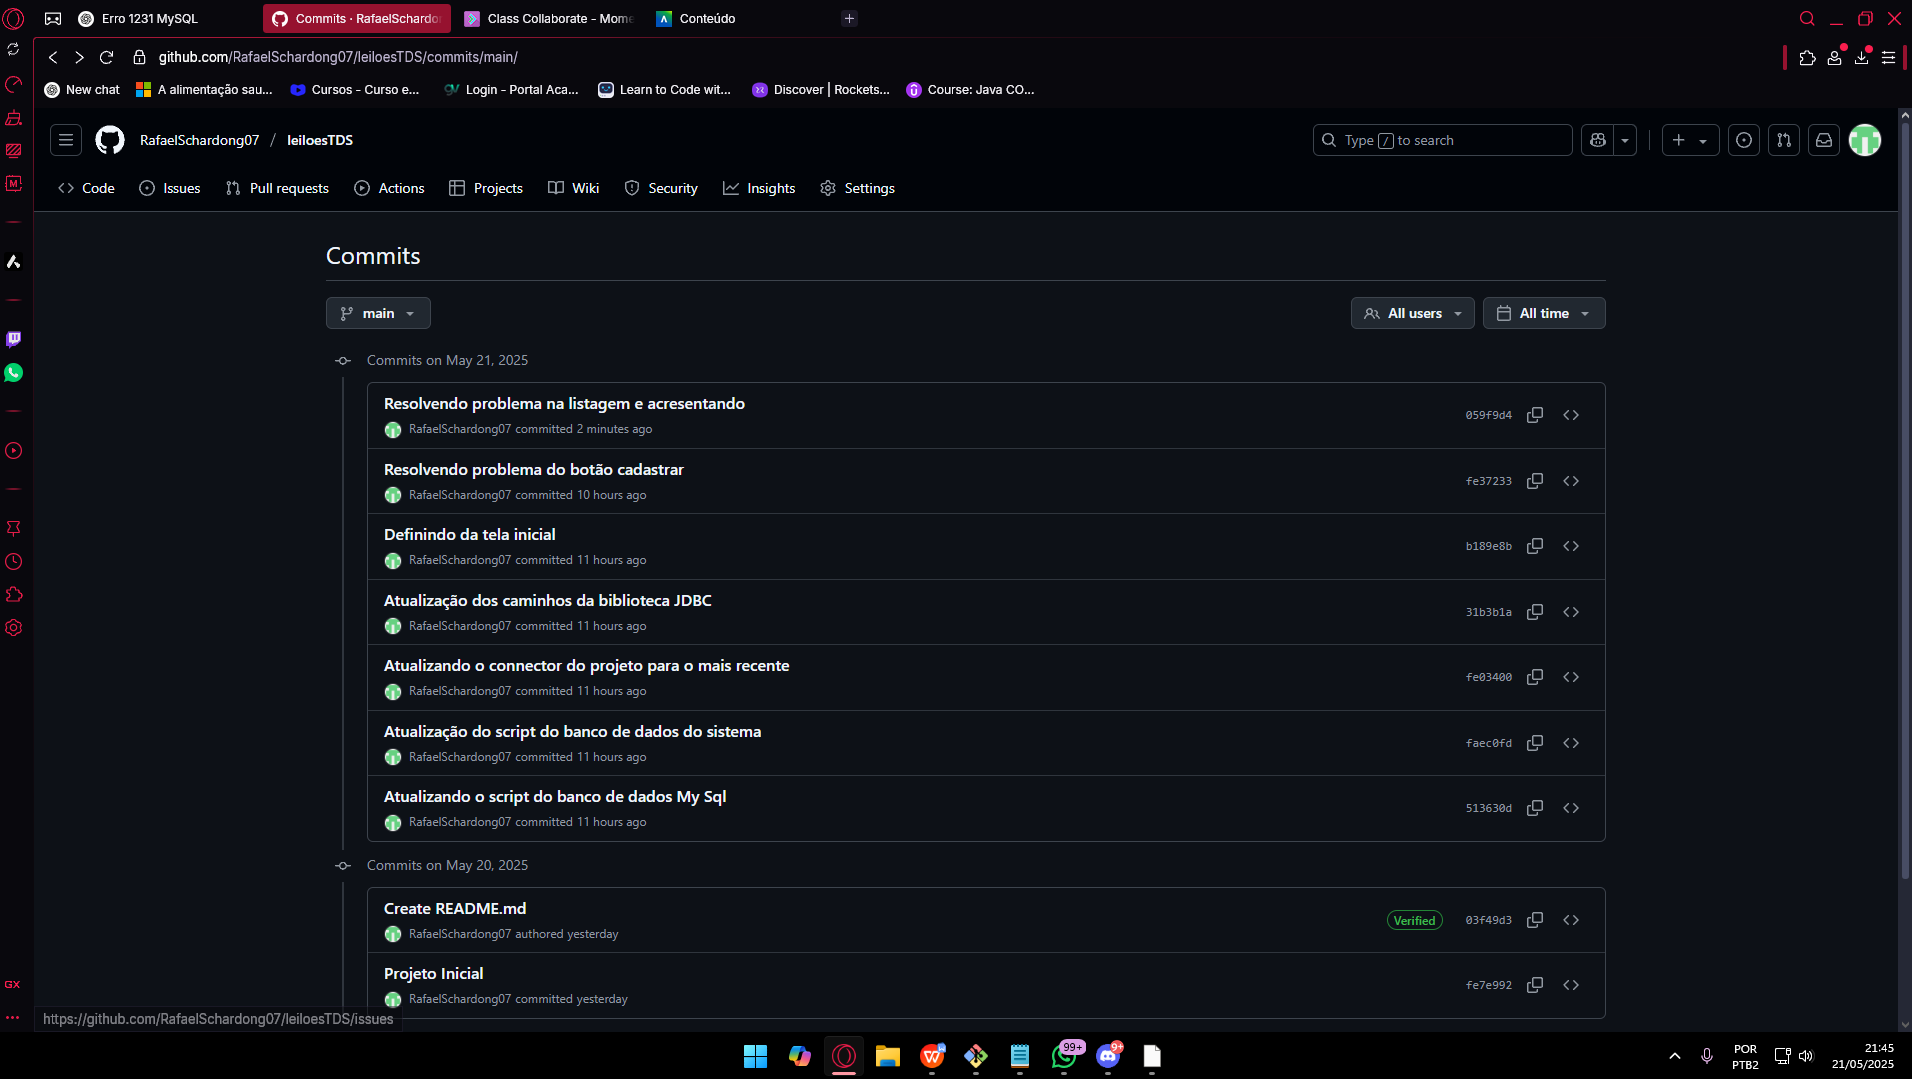 Erro 1231 MySQL
Commits · RafaelSchardon
Class Collaborate - Mome
Conteúdo
github.com/RafaelSchardong07/leiloesTDS/commits/main/
New chat
A alimentação sau...
Cursos - Curso e...
Login - Portal Aca...
Learn to Code wit...
Discover | Rockets...
Course: Java CO...
RafaelSchardong07 / leiloesTDS
Type / to search
Code
Issues
Pull requests
Actions
Projects
Wiki
Security
Insights
Settings
Commits
main
All users
All time
Commits on May 21, 2025
Resolvendo problema na listagem e acresentando
RafaelSchardong07 committed 2 minutes ago
059f9d4
Resolvendo problema do botão cadastrar
RafaelSchardong07 committed 10 hours ago
fe37233
Definindo da tela inicial
RafaelSchardong07 committed 11 hours ago
b189e8b
Atualização dos caminhos da biblioteca JDBC
RafaelSchardong07 committed 11 hours ago
31b3b1a
Atualizando o connector do projeto para o mais recente
RafaelSchardong07 committed 11 hours ago
fe03400
Atualização do script do banco de dados do sistema
RafaelSchardong07 committed 11 hours ago
faec0fd
Atualizando o script do banco de dados My Sql
RafaelSchardong07 committed 11 hours ago
513630d
Commits on May 20, 2025
Create README.md
RafaelSchardong07 authored yesterday
Verified
03f49d3
Projeto Inicial
RafaelSchardong07 committed yesterday
fe7e992
GX
https://github.com/RafaelSchardong07/leiloesTDS/issues
99+
9+
POR
PTB2
21:45
21/05/2025